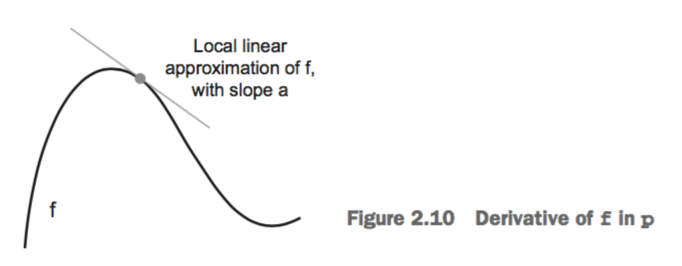 Local linear
approximation of f,
with slope a
f
Figure 2.10 Derivative of f in p